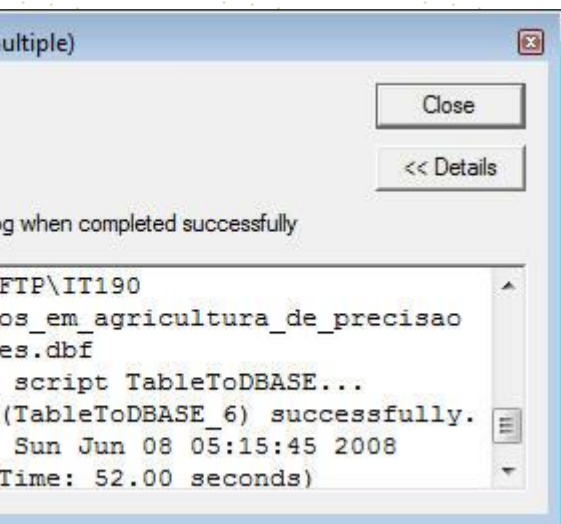 ultiple)
Close
<< Details
og when completed successfully
FTP\IT190
os_em_agricultura_de_precisao
es.dbf
script TableToDBASE...
(TableToDBASE_6) successfully.
Sun Jun 08 05:15:45 2008
Time: 52.00 seconds)